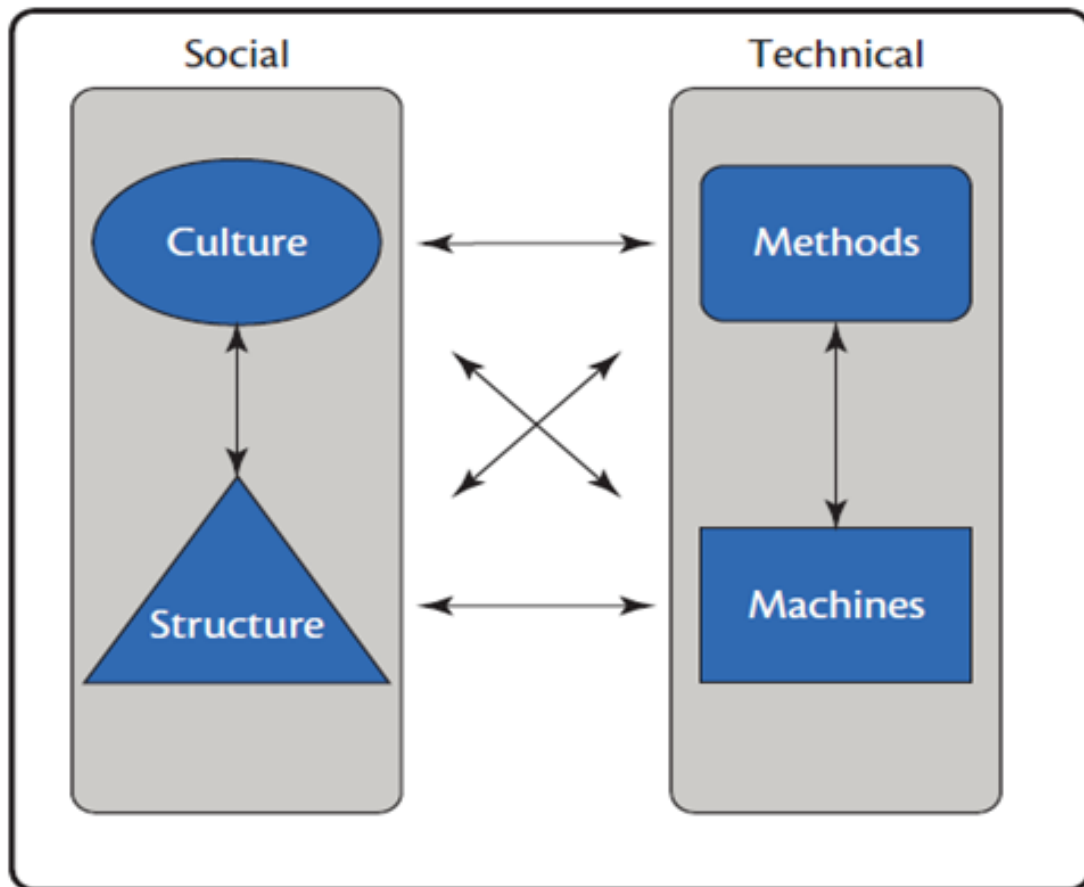 Social
Technical
Culture
Methods
Structure
Machines